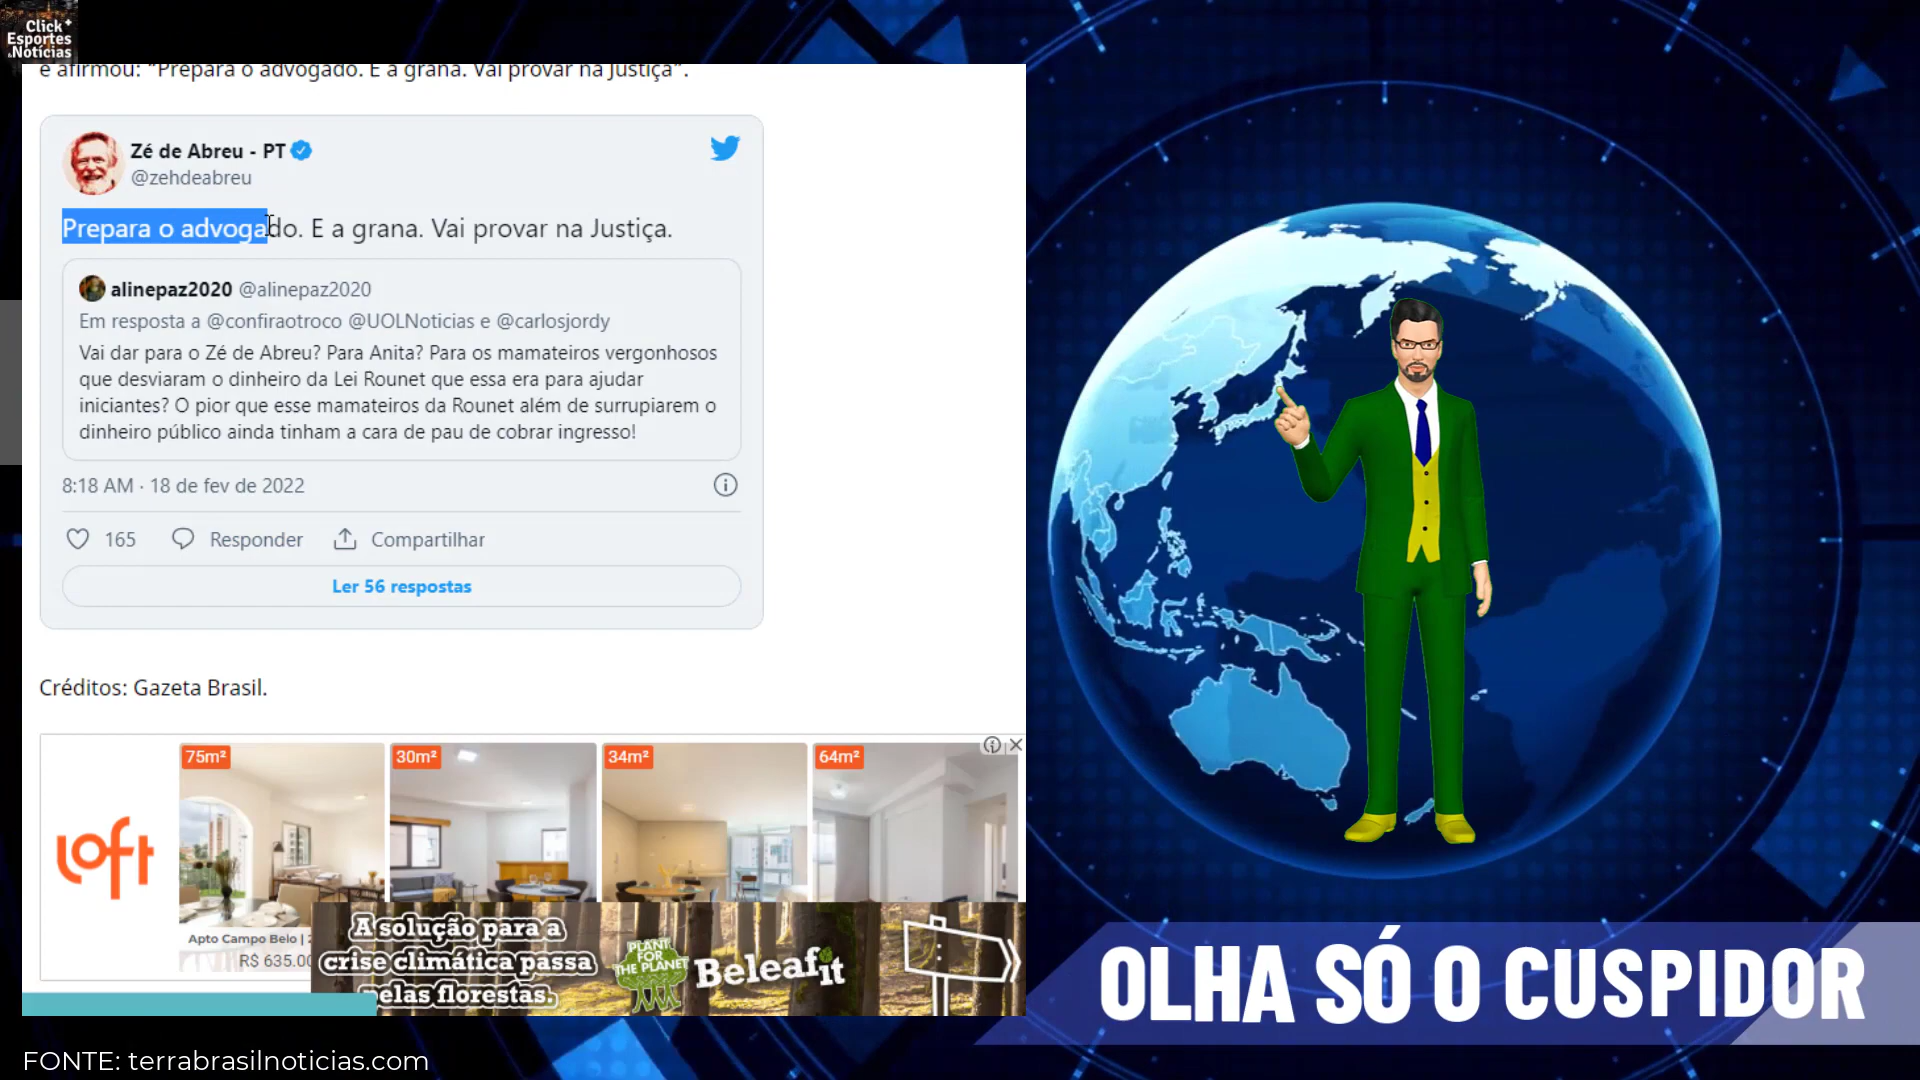 Click
Esportes
&Notícias
e afirmou: "Prepara o advogado. E a grana. Vai provar na Justiça".
Zé de Abreu - PT
@zehdeabreu
Prepara o advogado. E a grana. Vai provar na Justiça.
alinepaz2020 @alinepaz2020
Em resposta a @confiraotroco @UOLNoticias e @carlosjordy
Vai dar para o Zé de Abreu? Para Anita? Para os mamateiros vergonhosos
que desviaram o dinheiro da Lei Rounet que essa era para ajudar
iniciantes? O pior que esse mamateiros da Rounet além de surrupiarem o
dinheiro público ainda tinham a cara de pau de cobrar ingresso!
8:18 AM · 18 de fev de 2022
165 Responder Compartilhar
Ler 56 respostas
Créditos: Gazeta Brasil.
75m² 30m² 34m² 64m²
loft
Apto Campo Belo |
R$ 635.00
A solução para a
crise climática passa
pelas florestas.
PLANT
FOR
THE PLANET
Beleafit
OLHA SÓ O CUSPIDOR
FONTE: terrabrasilnoticias.com